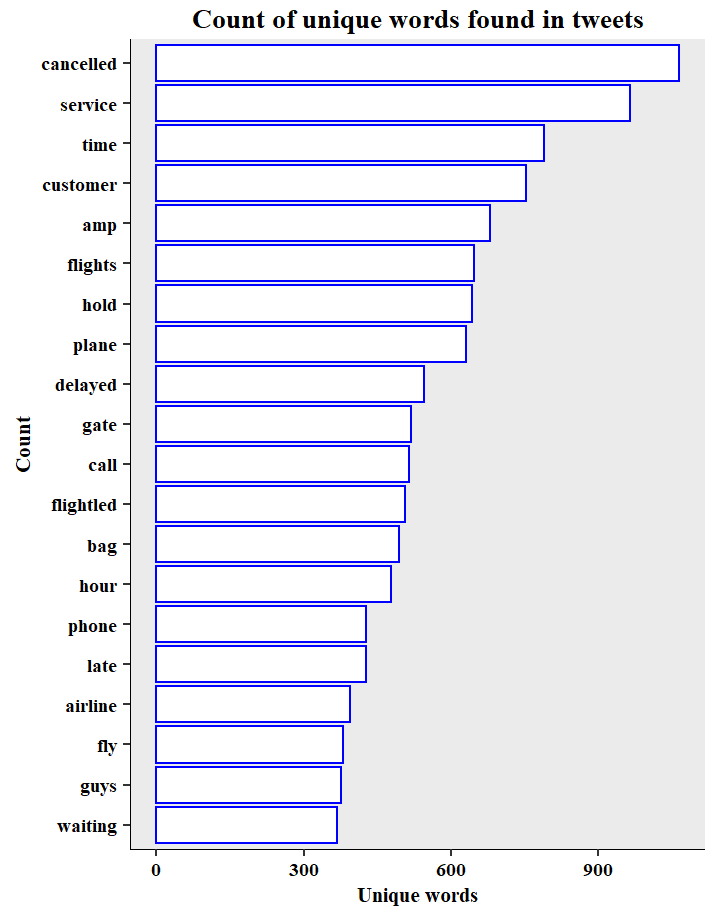 Count of unique words found in tweets
cancelled
service
time
customer
amp
flights
hold
plane
delayed
gate
call
flightled
bag
hour
phone
late
airline
fly
guys
waiting
Count
0 300 600 900
Unique words